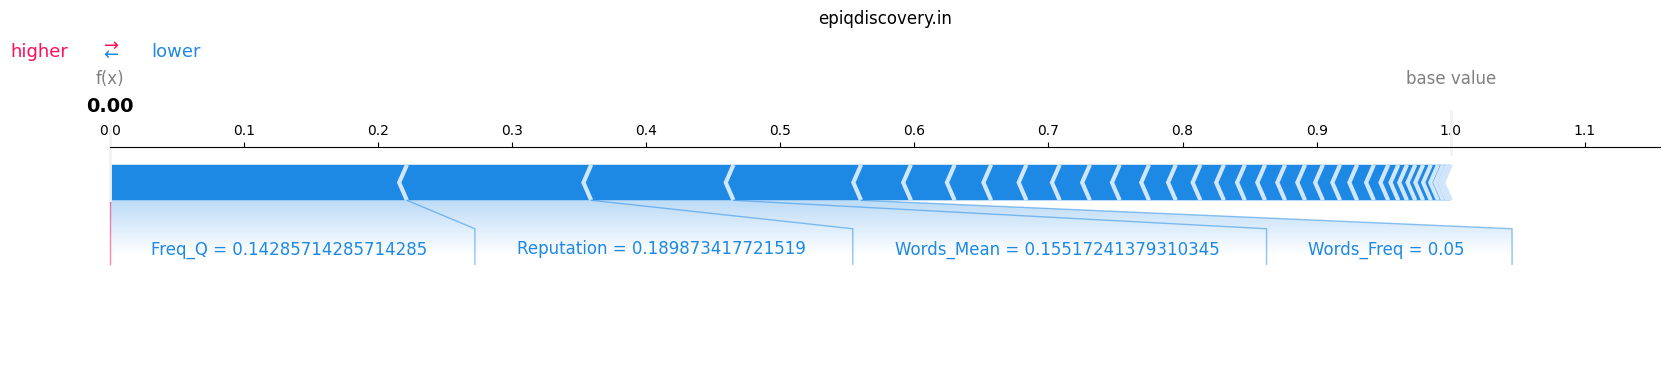 epiqdiscovery.in
higher ⇄ lower
f(x)
base value
0.00
0.0 0.1 0.2 0.3 0.4 0.5 0.6 0.7 0.8 0.9 1.0 1.1
Freq_Q = 0.14285714285714285
Reputation = 0.189873417721519
Words_Mean = 0.15517241379310345
Words_Freq = 0.05